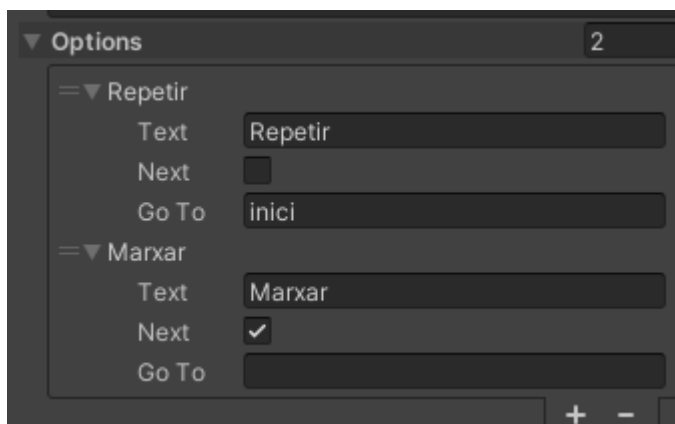 Options 2
Repetir
Text Repetir
Next
Go To inici
Marxar
Text Marxar
Next
Go To